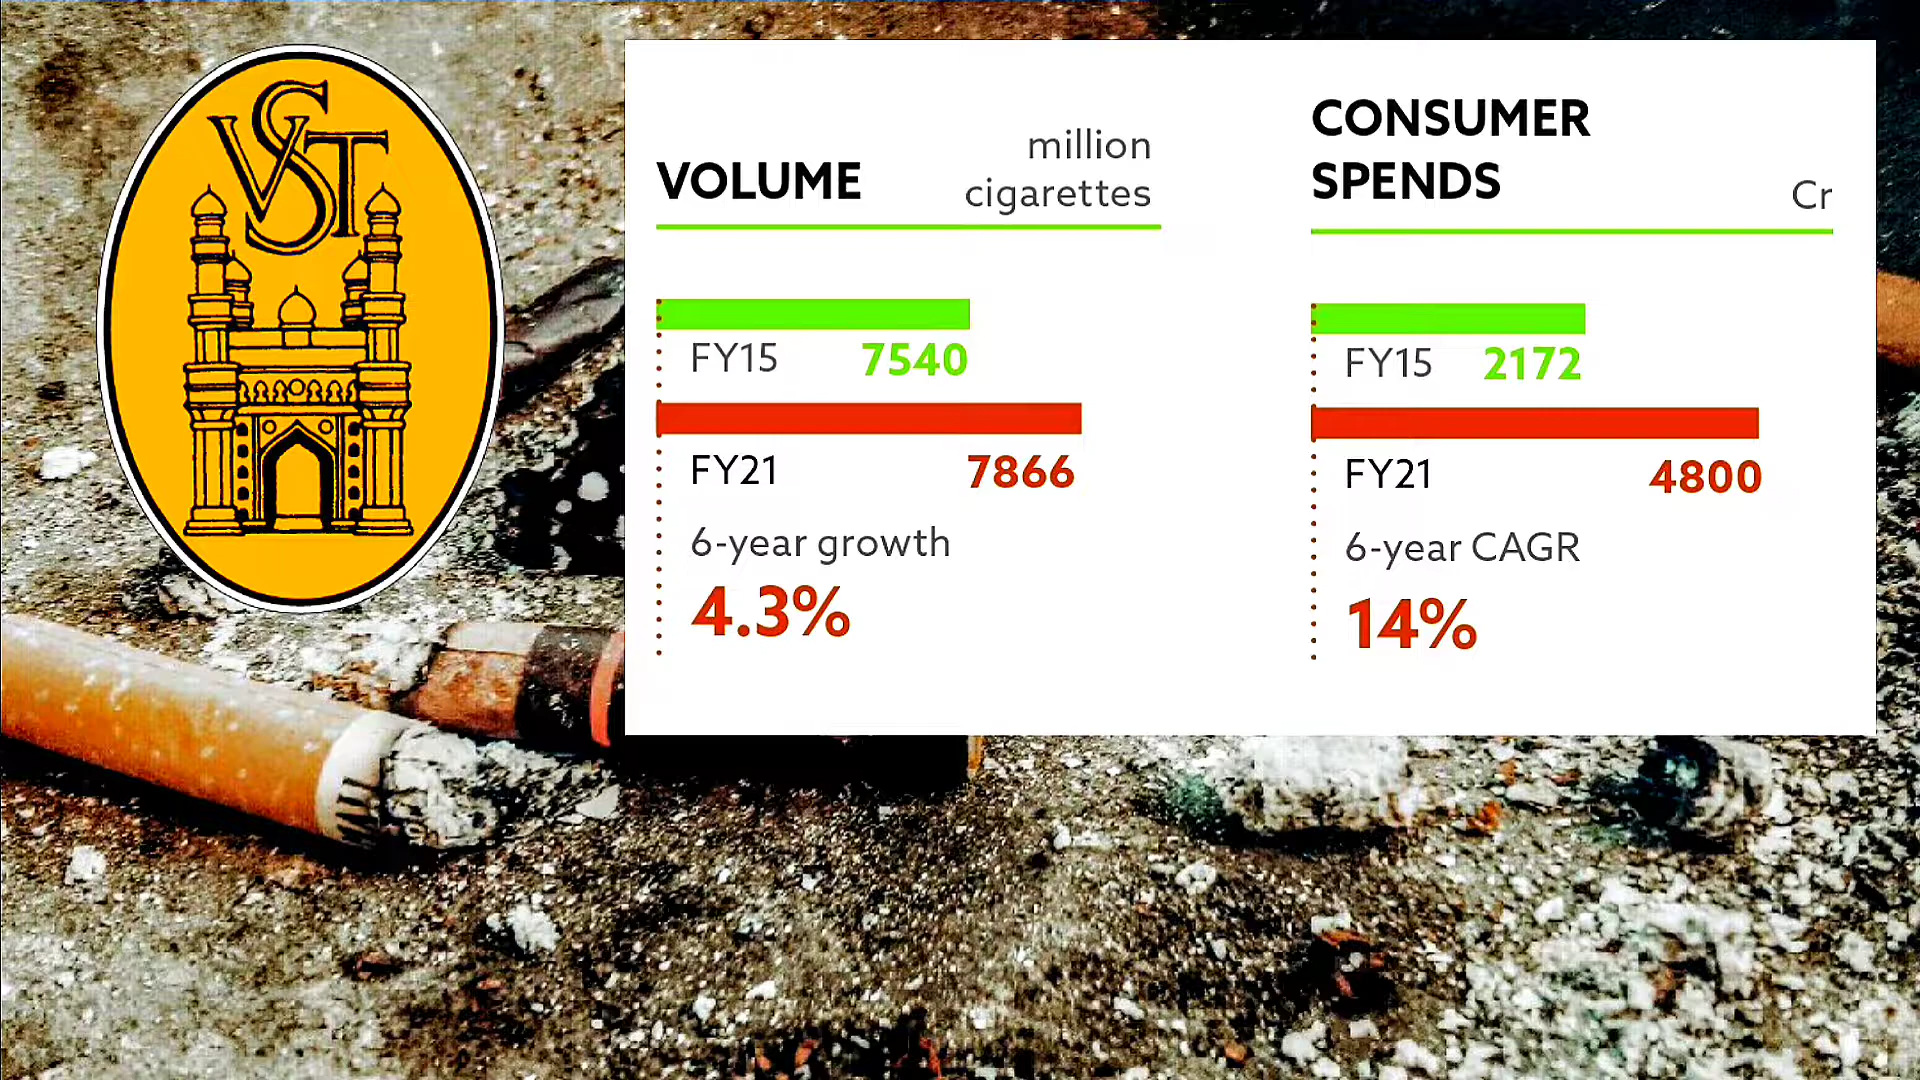 VST
VOLUME
million
cigarettes
FY15 7540
FY21 7866
6-year growth
4.3%
CONSUMER
SPENDS
Cr
FY15 2172
FY21 4800
6-year CAGR
14%